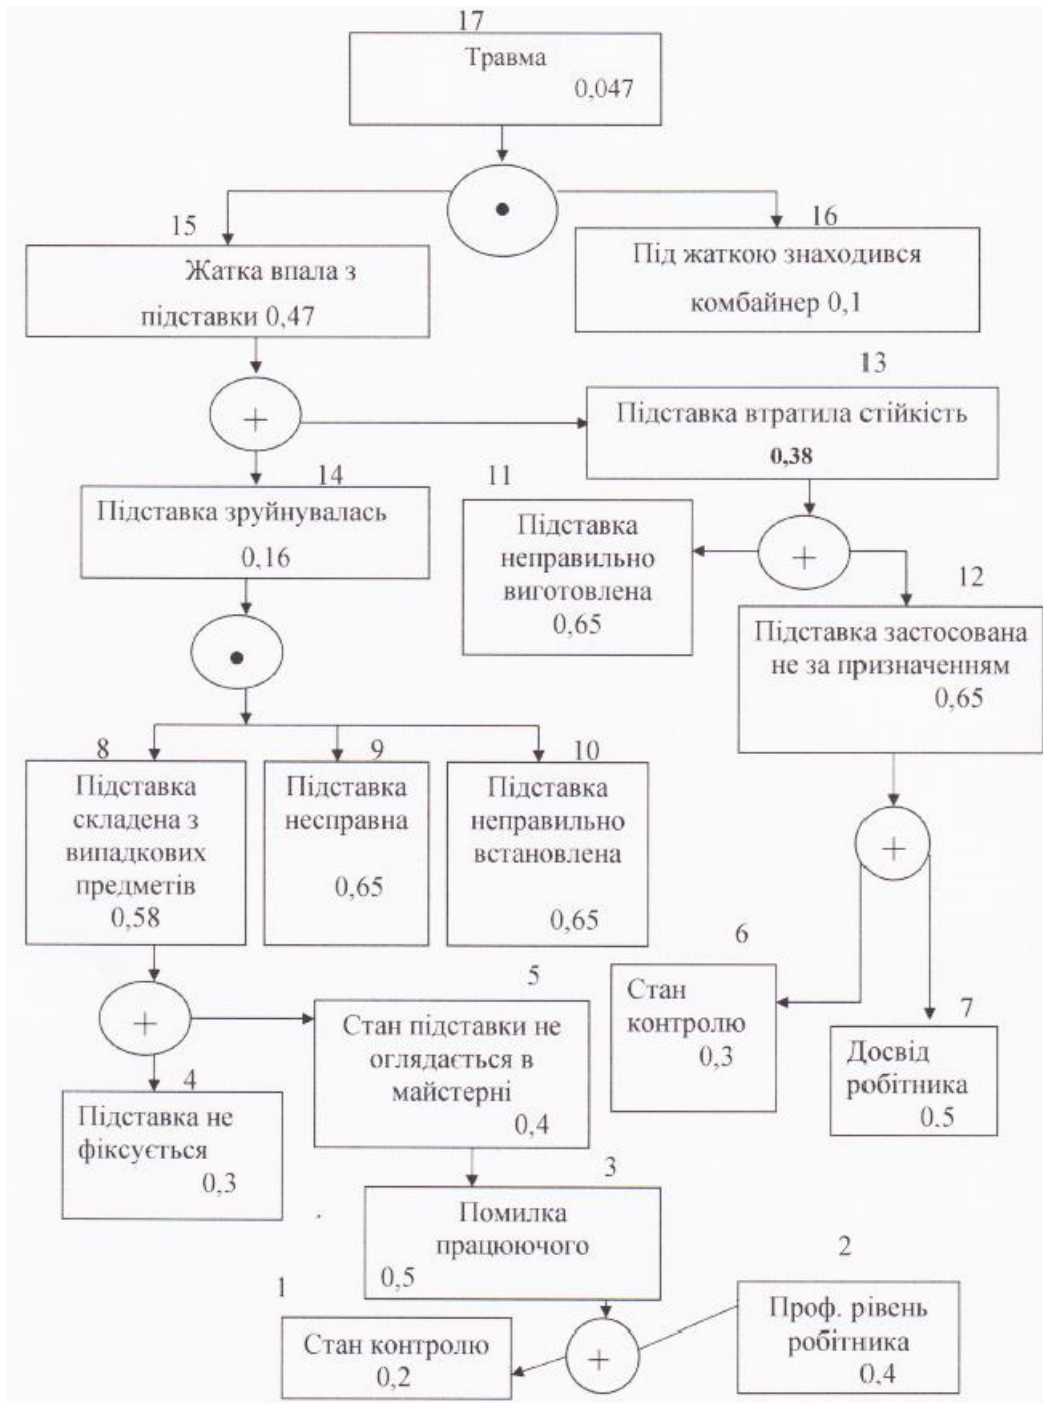 17
Травма
0,047
15
Жатка впала з
підставки 0,47
16
Під жаткою знаходився
комбайнер 0,1
13
Підставка втратила стійкість
0,38
+
14
Підставка зруйнувалась
0,16
11
Підставка
неправильно
виготовлена
0,65
+
12
Підставка застосована
не за призначенням
0,65
8
Підставка
складена з
випадкових
предметів
0,58
9
Підставка
несправна
0,65
10
Підставка
неправильно
встановлена
0,65
+
6
Стан
контролю
0,3
7
Досвід
робітника
0.5
+
5
Стан підставки не
оглядається в
майстерні
0,4
4
Підставка не
фіксується
0,3
3
Помилка
працюючого
0,5
2
Проф. рівень
робітника
0.4
1
Стан контролю
0,2
+